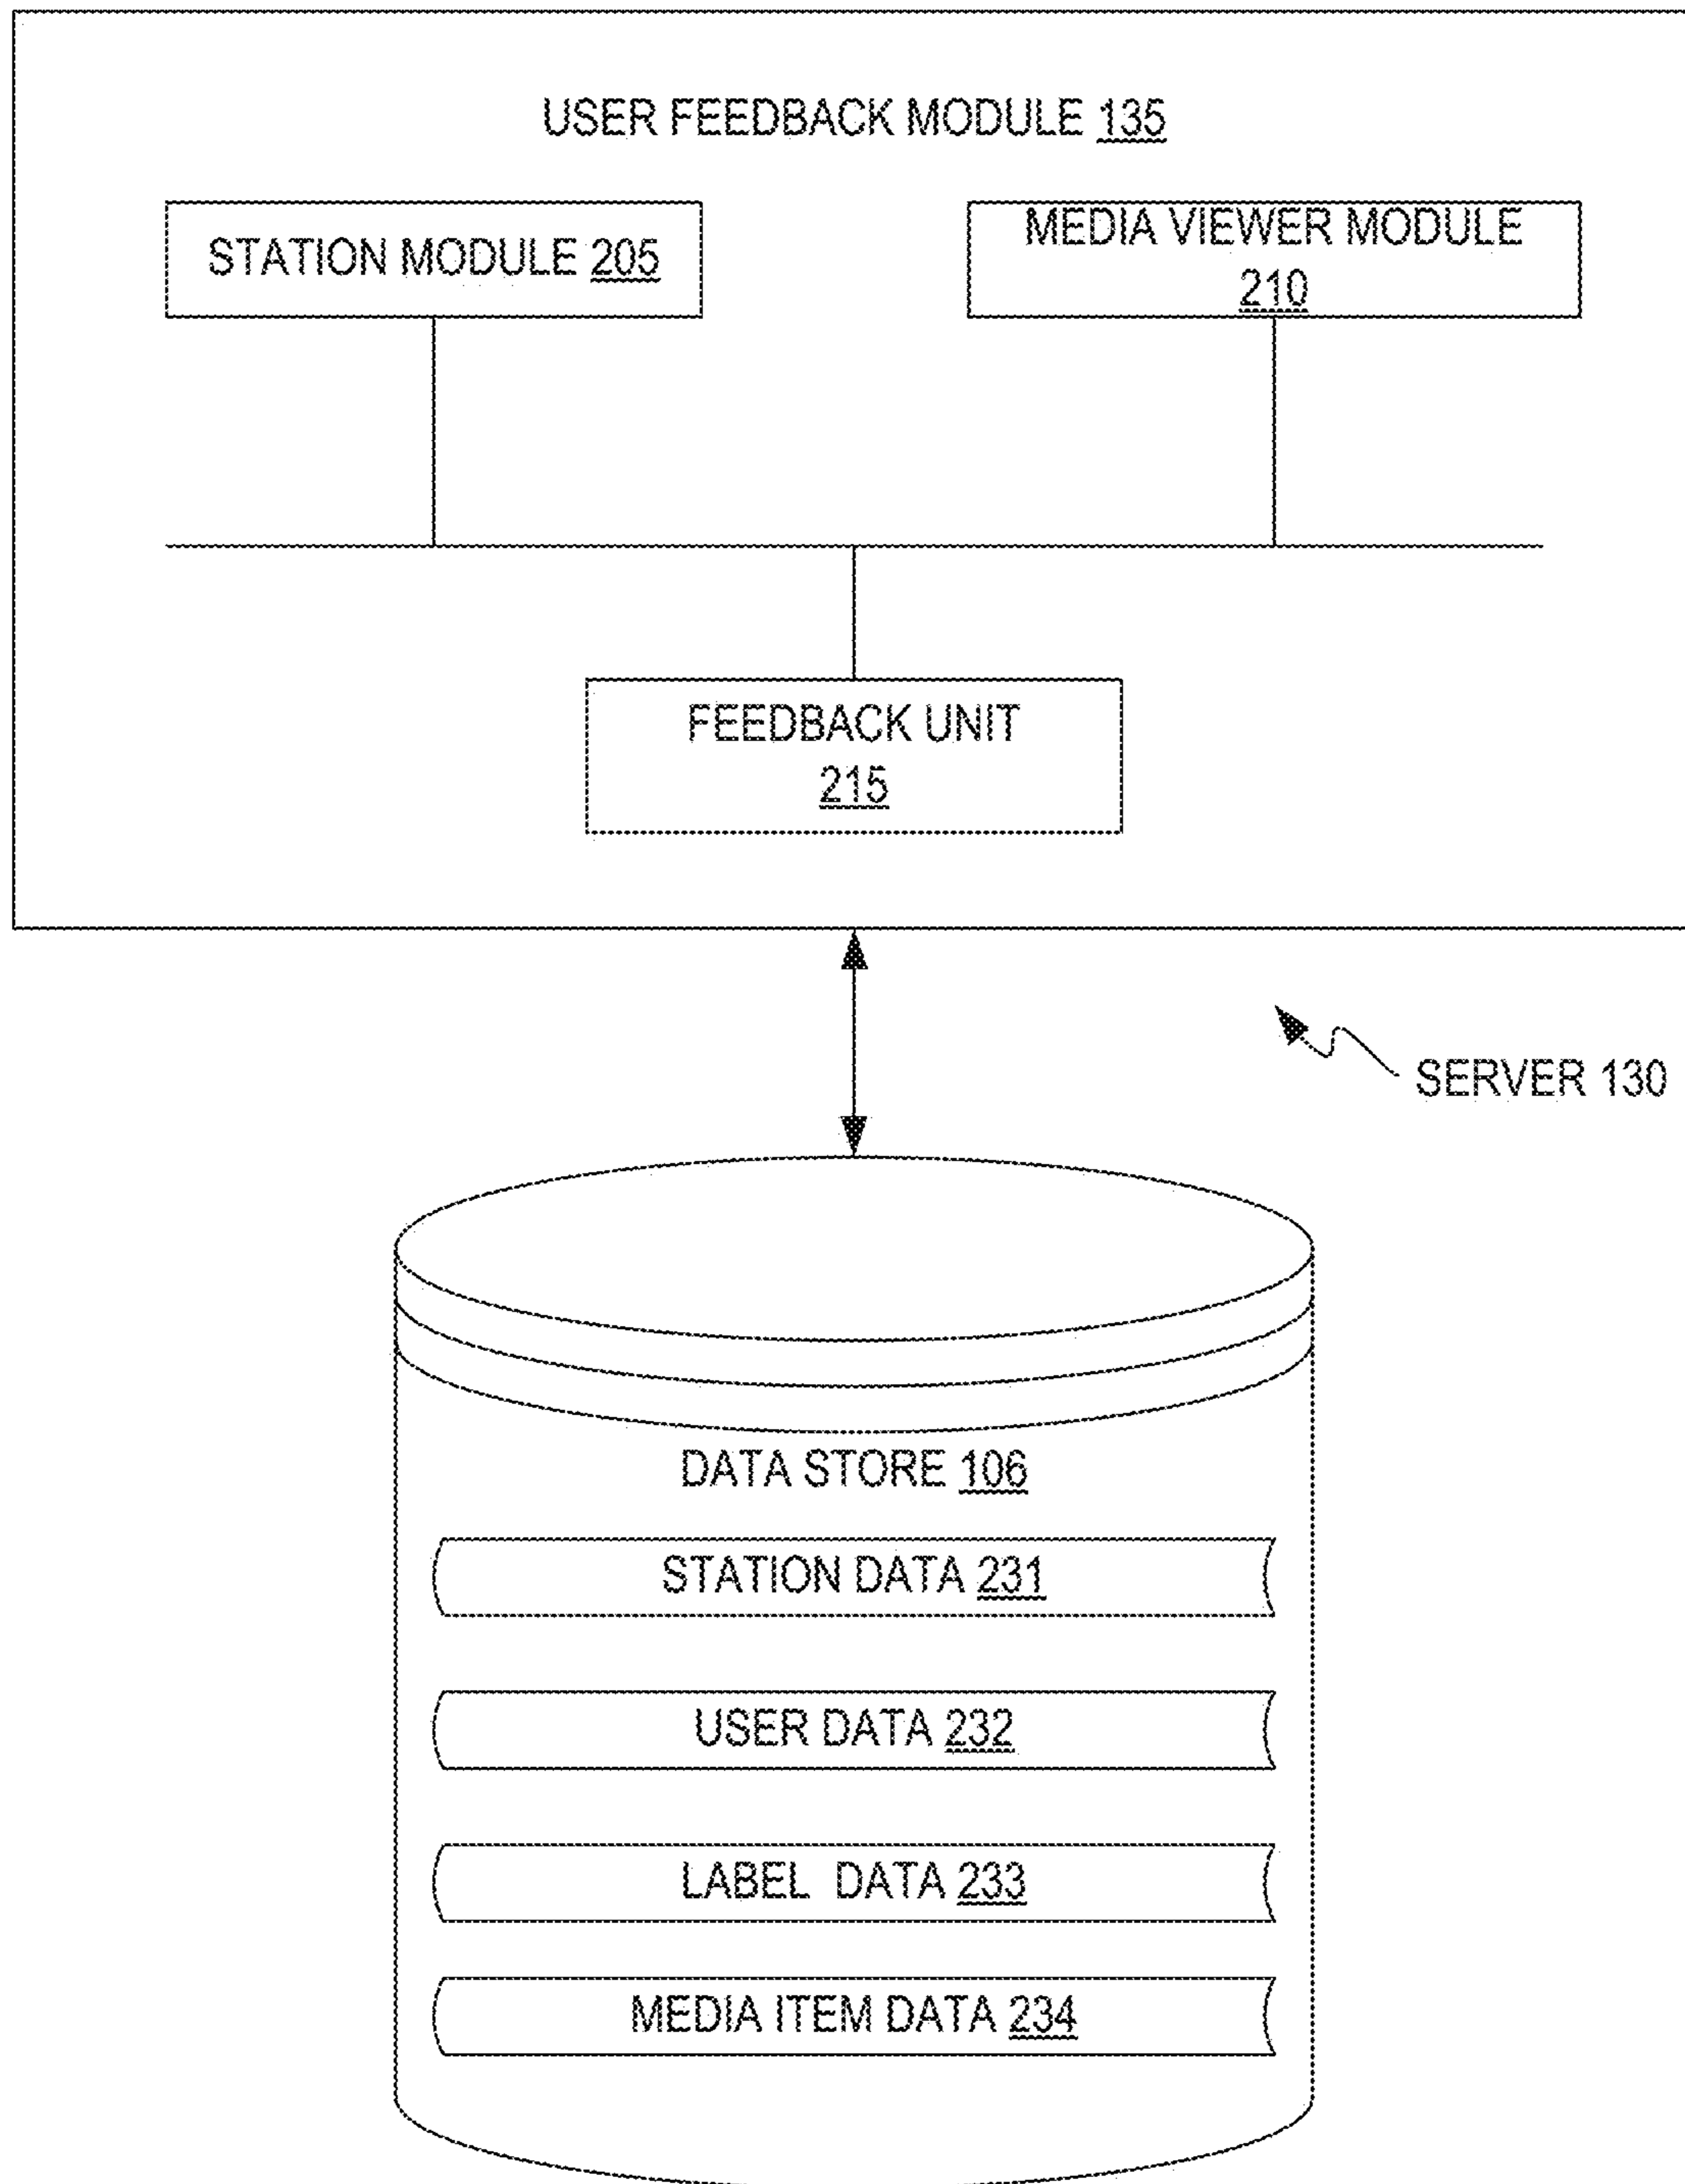 USER FEEDBACK MODULE 135
STATION MODULE 205
MEDIA VIEWER MODULE
210
FEEDBACK UNIT
215
SERVER 130
DATA STORE 106
STATION DATA 231
USER DATA 232
LABEL DATA 233
MEDIA ITEM DATA 234